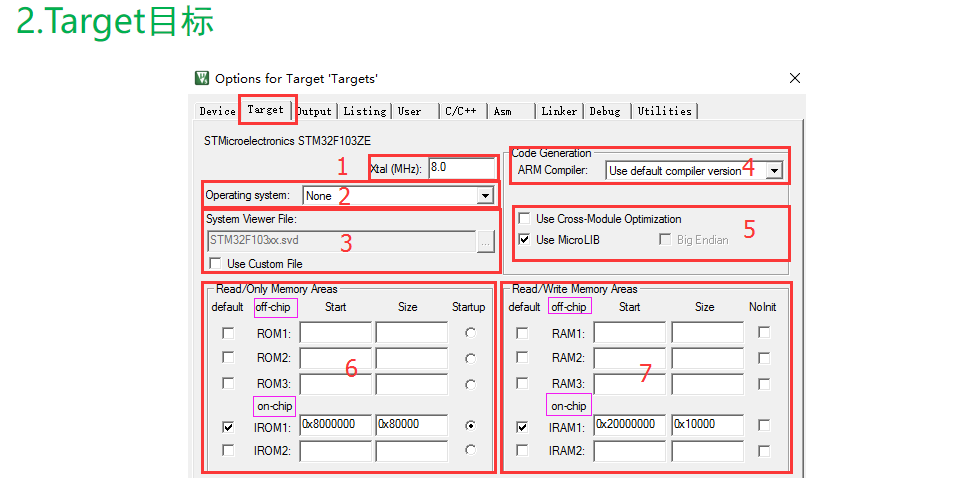 2.Target目标
Options for Target 'Targets'
Device Target Output Listing User C/C++ Asm Linker Debug Utilities
STMicroelectronics STM32F103ZE
1 Xtal (MHz): 8.0
Code Generation
ARM Compiler: Use default compiler version 4
Operating system: None 2
System Viewer File:
STM32F103xx.svd ... 3
Use Custom File
Use Cross-Module Optimization
Use MicroLIB Big Endian 5
Read/Only Memory Areas
default off-chip Start Size Startup
ROM1:
ROM2:
ROM3:
6
on-chip
IROM1: 0x8000000 0x80000
IROM2:
Read/Write Memory Areas
default off-chip Start Size NoInit
RAM1:
RAM2:
RAM3:
7
on-chip
IRAM1: 0x20000000 0x10000
IRAM2: